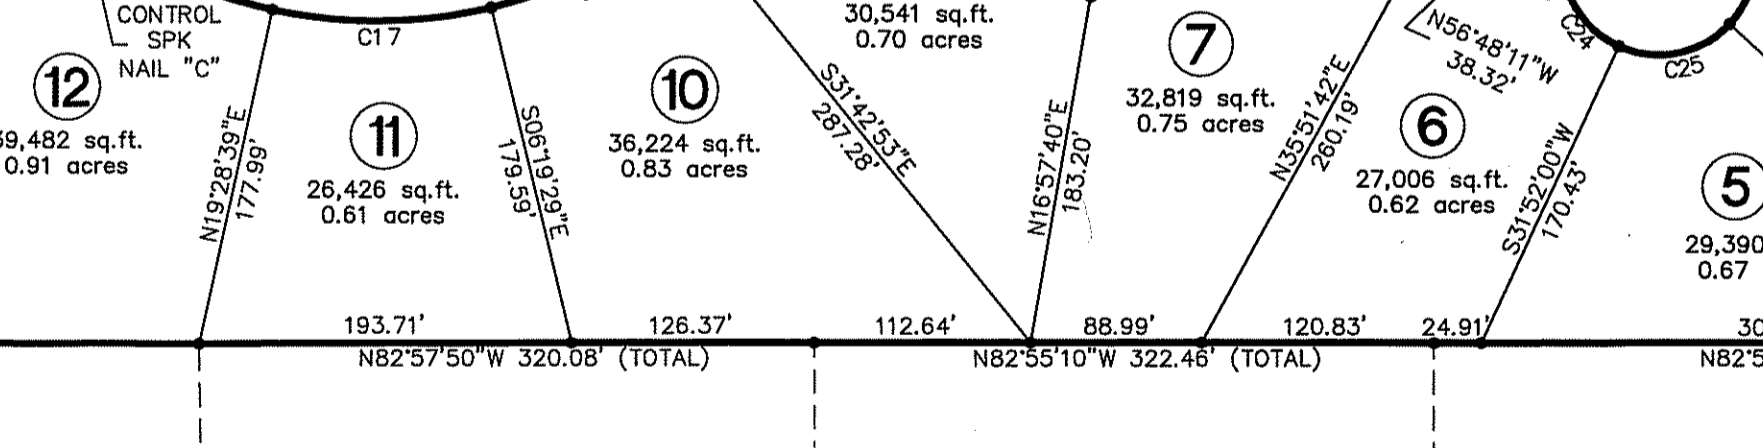 CONTROL
SPK
NAIL "C"
12
9,482 sq.ft.
0.91 acres
N19°28'39"E
177.99'
C17
11
26,426 sq.ft.
0.61 acres
S06°19'29"E
179.59'
10
36,224 sq.ft.
0.83 acres
S31°42'53"E
287.28'
30,541 sq.ft.
0.70 acres
N16°57'40"E
183.20'
7
32,819 sq.ft.
0.75 acres
N35°51'42"E
260.19'
N56°48'11"W
38.32'
6
27,006 sq.ft.
0.62 acres
C24
C25
S31°52'00"W
170.43'
5
29,390
0.67
193.71'
126.37'
112.64'
88.99'
120.83'
24.91'
30
N82°57'50"W 320.08' (TOTAL)
N82°55'10"W 322.46' (TOTAL)
N82°5